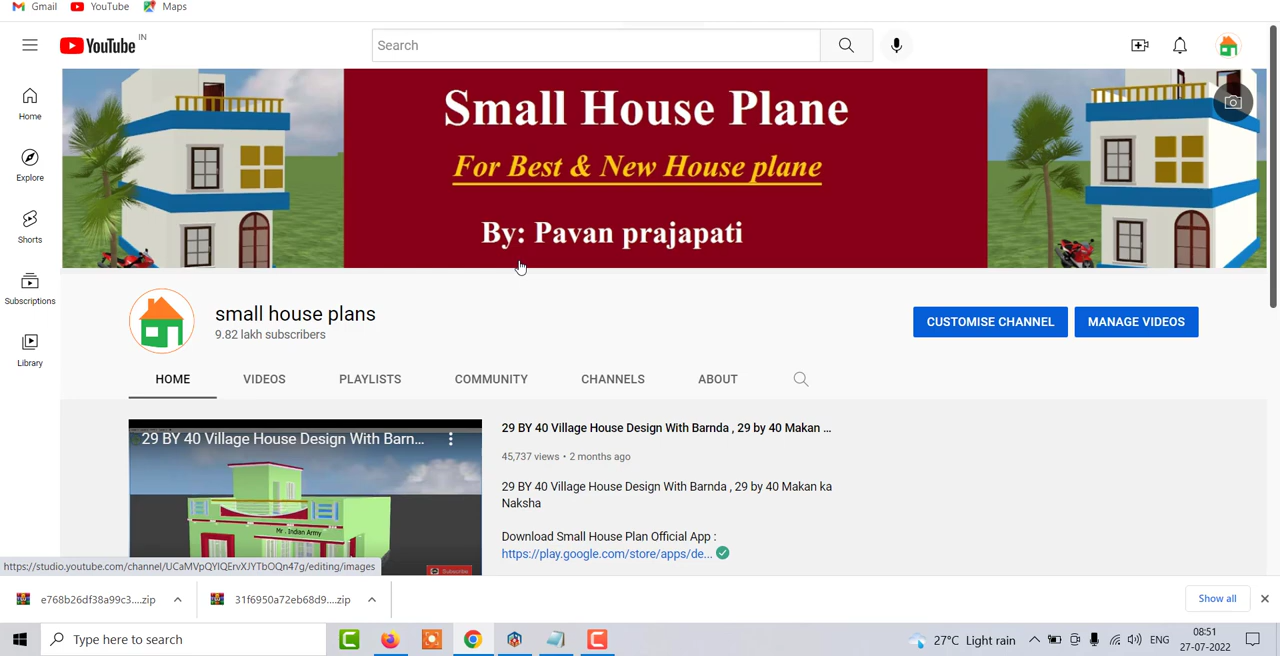 Gmail YouTube Maps
YouTube IN
Search
Home
Explore
Shorts
Subscriptions
Library
Small House Plane
For Best & New House plane
By: Pavan prajapati
small house plans
9.82 lakh subscribers
CUSTOMISE CHANNEL MANAGE VIDEOS
HOME VIDEOS PLAYLISTS COMMUNITY CHANNELS ABOUT
29 BY 40 Village House Design With Barn...
Mr. Indian Army
Subscribe
29 BY 40 Village House Design With Barnda , 29 by 40 Makan ...
45,737 views • 2 months ago
29 BY 40 Village House Design With Barnda , 29 by 40 Makan ka
Naksha
Download Small House Plan Official App :
https://play.google.com/store/apps/de...
https://studio.youtube.com/channel/UCaMVpQYlQErvXJYTbOQn47g/editing/images
e768b26df38a99c3....zip 31f6950a72eb68d9....zip Show all
Type here to search
27°C Light rain ENG
08:51
27-07-2022